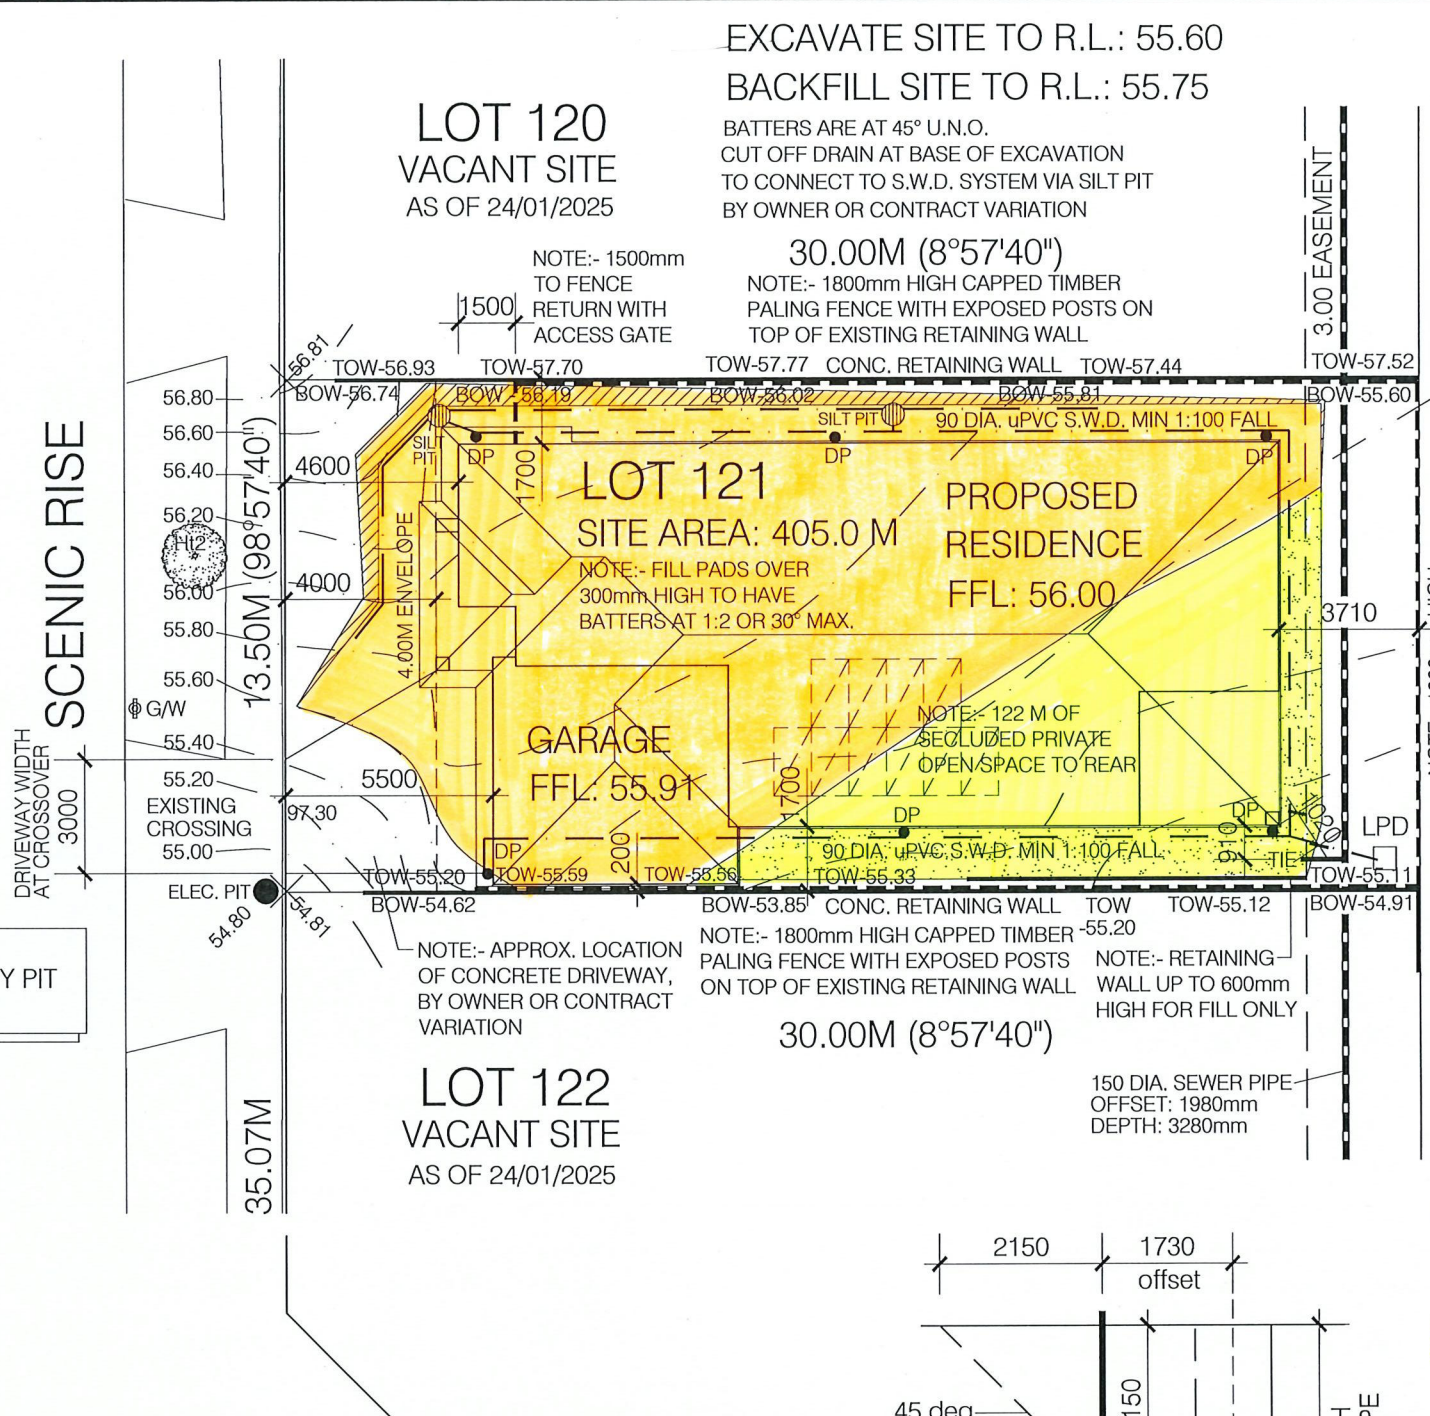 EXCAVATE SITE TO R.L.: 55.60
BACKFILL SITE TO R.L.: 55.75
BATTERS ARE AT 45° U.N.O.
CUT OFF DRAIN AT BASE OF EXCAVATION
TO CONNECT TO S.W.D. SYSTEM VIA SILT PIT
BY OWNER OR CONTRACT VARIATION
LOT 120
VACANT SITE
AS OF 24/01/2025
NOTE:- 1500mm
TO FENCE
RETURN WITH
ACCESS GATE
1500
30.00M (8°57'40")
NOTE:- 1800mm HIGH CAPPED TIMBER
PALING FENCE WITH EXPOSED POSTS ON
TOP OF EXISTING RETAINING WALL
3.00 EASEMENT
56.81
TOW-56.93
TOW-57.70
TOW-57.77
CONC. RETAINING WALL
TOW-57.44
TOW-57.52
BOW-56.74
BOW - 56.19
BOW-56.02
BOW-55.81
BOW-55.60
56.80
56.60
56.40
56.20
56.00
55.80
55.60
55.40
55.20
55.00
SCENIC RISE
13.50M (98°57'40")
Ht2
G/W
4600
4000
4.00M ENVELOPE
SILT
PIT
DP
1700
SILT PIT
DP
90 DIA. uPVC S.W.D. MIN 1:100 FALL
DP
LOT 121
SITE AREA: 405.0 M
NOTE:- FILL PADS OVER
300mm HIGH TO HAVE
BATTERS AT 1:2 OR 30° MAX.
PROPOSED
RESIDENCE
FFL: 56.00
3710
GARAGE
FFL: 55.91
NOTE:- 122 M OF
SECLUDED PRIVATE
OPEN SPACE TO REAR
1700
DRIVEWAY WIDTH
AT CROSSOVER
3000
EXISTING
CROSSING
5500
97.30
DP
200
DP
90 DIA. uPVC S.W.D. MIN 1:100 FALL
910
DP
TIE
LPD
ELEC. PIT
54.80
54.81
TOW-55.20
TOW-55.59
TOW-55.56
TOW-55.33
TOW-55.11
BOW-54.62
BOW-53.85
CONC. RETAINING WALL
TOW
-55.20
TOW-55.12
BOW-54.91
NOTE:- APPROX. LOCATION
OF CONCRETE DRIVEWAY,
BY OWNER OR CONTRACT
VARIATION
NOTE:- 1800mm HIGH CAPPED TIMBER
PALING FENCE WITH EXPOSED POSTS
ON TOP OF EXISTING RETAINING WALL
NOTE:- RETAINING
WALL UP TO 600mm
HIGH FOR FILL ONLY
30.00M (8°57'40")
Y PIT
LOT 122
VACANT SITE
AS OF 24/01/2025
35.07M
150 DIA. SEWER PIPE
OFFSET: 1980mm
DEPTH: 3280mm
2150
1730
offset
45 deg
150